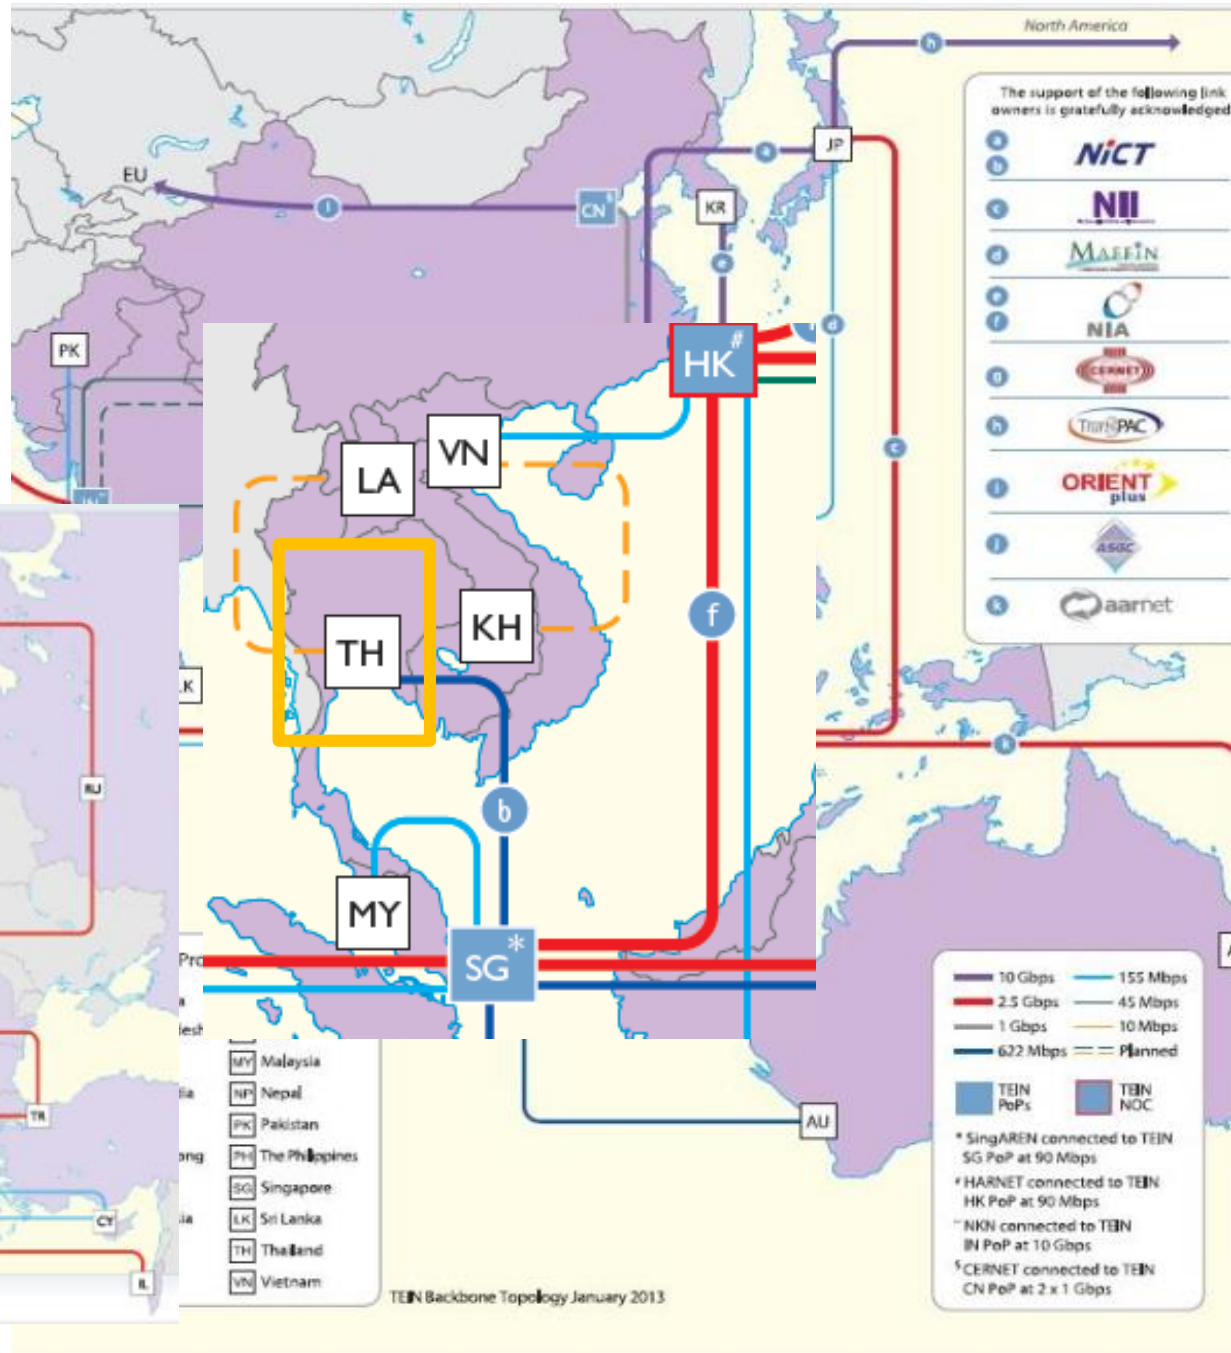 North America
h
The support of the following link
owners is gratefully acknowledged
a
b
NiCT
c
NII
d
MAFFIN
e
f
NIA
g
CERNET
h
TransPAC
i
ORIENT
plus
j
ASGC
k
aarnet
EU
i
CN$
a
JP
KR
e
d
c
PK
HK#
VN
LA
f
TH
KH
b
MY
SG*
k
RU
TR
CY
IL
AU
MY Malaysia
NP Nepal
PK Pakistan
PH The Philippines
SG Singapore
LK Sri Lanka
TH Thailand
VN Vietnam
TEIN Backbone Topology January 2013
10 Gbps
155 Mbps
2.5 Gbps
45 Mbps
1 Gbps
10 Mbps
622 Mbps
Planned
TEIN
PoPs
TEIN
NOC
* SingAREN connected to TEIN
SG PoP at 90 Mbps
# HARNET connected to TEIN
HK PoP at 90 Mbps
~ NKN connected to TEIN
IN PoP at 10 Gbps
$ CERNET connected to TEIN
CN PoP at 2 x 1 Gbps